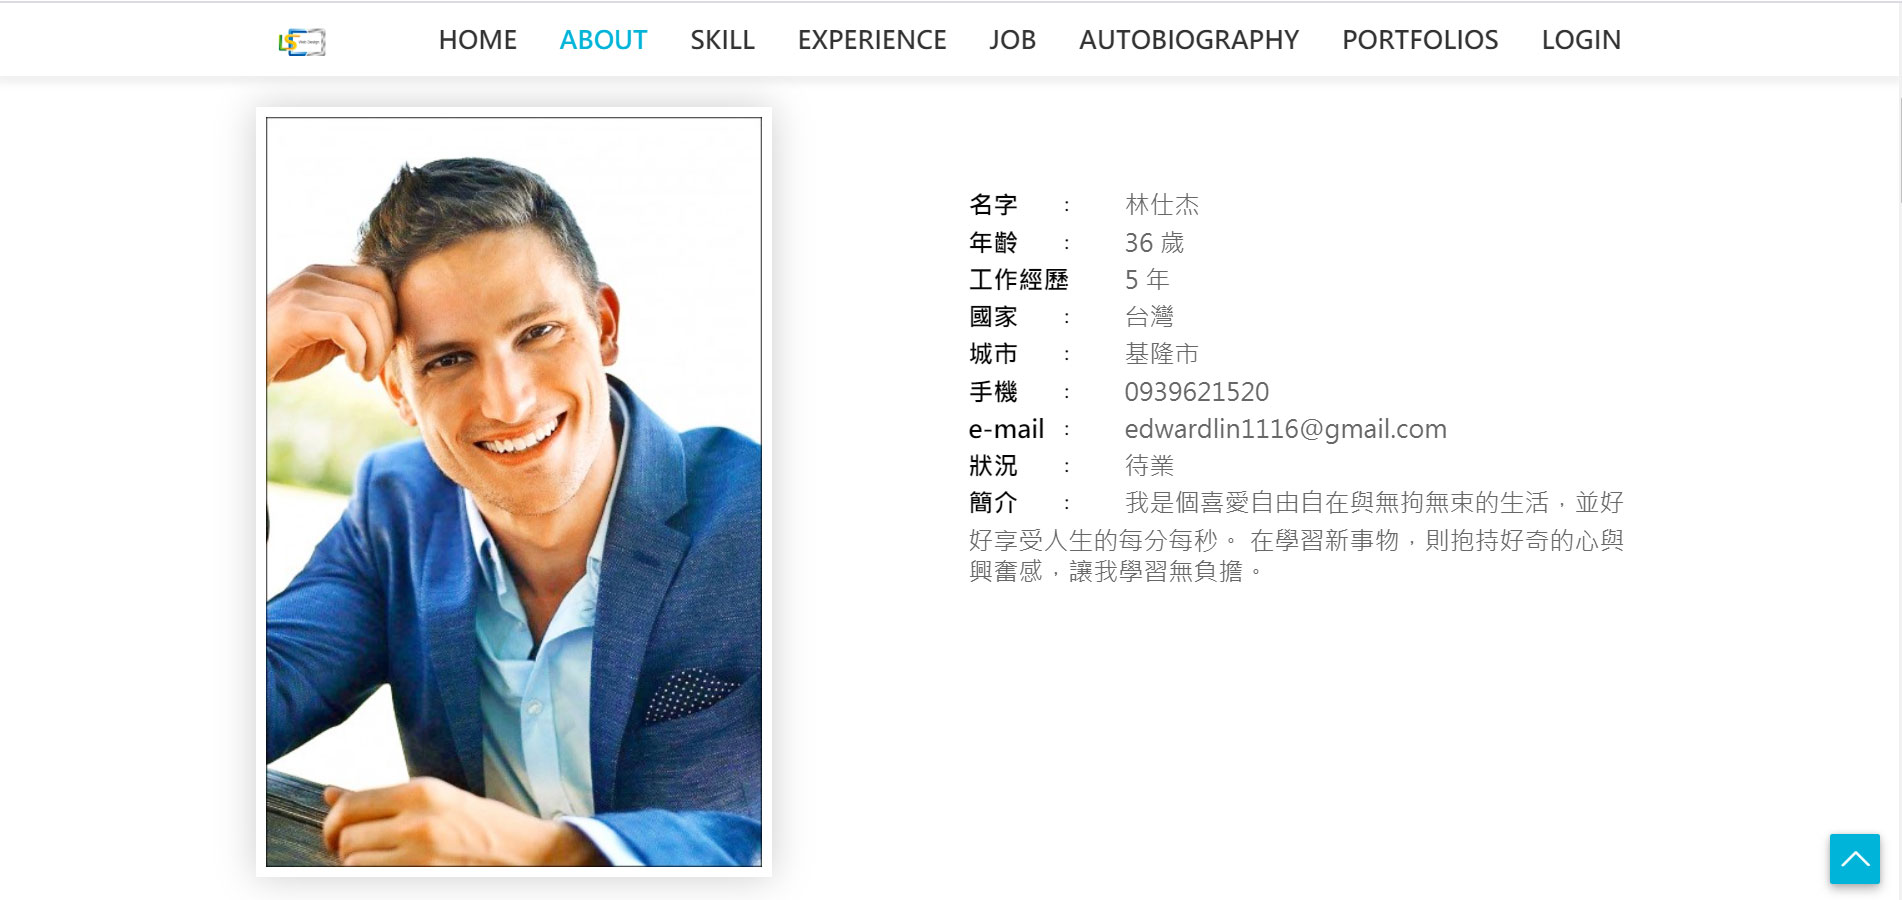 LS Web Design
HOME ABOUT SKILL EXPERIENCE JOB AUTOBIOGRAPHY PORTFOLIOS LOGIN
名字 : 林仕杰
年齡 : 36 歲
工作經歷 5 年
國家 : 台灣
城市 : 基隆市
手機 : 0939621520
e-mail : edwardlin1116@gmail.com
狀況 : 待業
簡介 : 我是個喜愛自由自在與無拘無束的生活，並好
好享受人生的每分每秒。 在學習新事物，則抱持好奇的心與
興奮感，讓我學習無負擔。